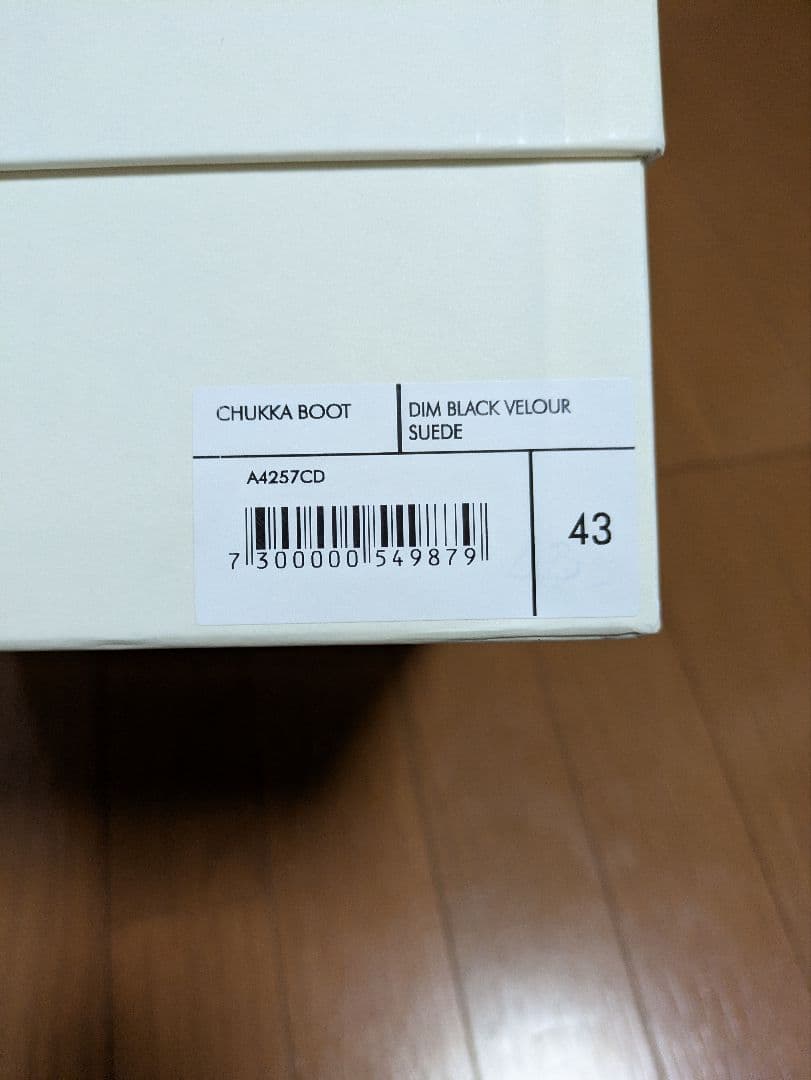 CHUKKA BOOT
DIM BLACK VELOUR
SUEDE
A4257CD
7 300000 549879
43